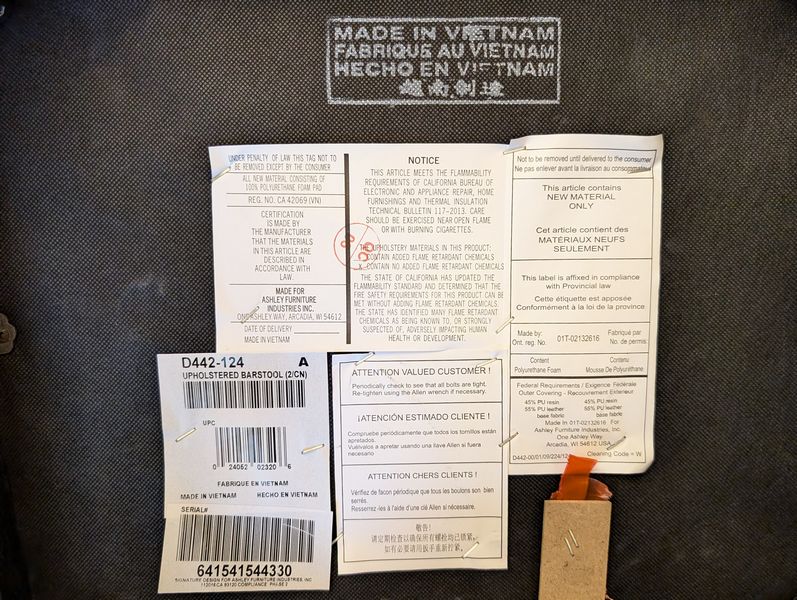 MADE IN VIETNAM
FABRIQUE AU VIETNAM
HECHO EN VIETNAM
越南制造
UNDER PENALTY OF LAW THIS TAG NOT TO
BE REMOVED EXCEPT BY THE CONSUMER
ALL NEW MATERIAL CONSISTING OF
100% POLYURETHANE FOAM PAD
REG. NO. CA 42069 (VN)
CERTIFICATION
IS MADE BY
THE MANUFACTURER
THAT THE MATERIALS
IN THIS ARTICLE ARE
DESCRIBED IN
ACCORDANCE WITH
LAW.
MADE FOR
ASHLEY FURNITURE
INDUSTRIES INC.
ONE ASHLEY WAY, ARCADIA, WI 54612
DATE OF DELIVERY
MADE IN VIETNAM
NOTICE
THIS ARTICLE MEETS THE FLAMMABILITY
REQUIREMENTS OF CALIFORNIA BUREAU OF
ELECTRONIC AND APPLIANCE REPAIR, HOME
FURNISHINGS AND THERMAL INSULATION
TECHNICAL BULLETIN 117-2013. CARE
SHOULD BE EXERCISED NEAR OPEN FLAME
OR WITH BURNING CIGARETTES.
THE UPHOLSTERY MATERIALS IN THIS PRODUCT:
CONTAIN ADDED FLAME RETARDANT CHEMICALS
X CONTAIN NO ADDED FLAME RETARDANT CHEMICALS
THE STATE OF CALIFORNIA HAS UPDATED THE
FLAMMABILITY STANDARD AND DETERMINED THAT THE
FIRE SAFETY REQUIREMENTS FOR THIS PRODUCT CAN BE
MET WITHOUT ADDING FLAME RETARDANT CHEMICALS.
THE STATE HAS IDENTIFIED MANY FLAME RETARDANT
CHEMICALS AS BEING KNOWN TO, OR STRONGLY
SUSPECTED OF, ADVERSELY IMPACTING HUMAN
HEALTH OR DEVELOPMENT.
Not to be removed until delivered to the consumer
Ne pas enlever avant la livraison au consommateur
This article contains
NEW MATERIAL
ONLY
Cet article contient des
MATÉRIAUX NEUFS
SEULEMENT
This label is affixed in compliance
with Provincial law
Cette étiquette est apposée
Conformément à la loi de la province
Made by: Fabriqué par
Ont. reg. No. 01T-02132616 No. de permis:
Content Contenu
Polyurethane Foam Mousse De Polyuréthane
Federal Requirements / Exigence Fédérale
Outer Covering - Recouvrement Exterieur
45% PU resin 45% PU resin
55% PU leather 55% PU leather
base fabric base fabric
Made In 01T-02132616 For
Ashley Furniture Industries, Inc.
One Ashley Way
Arcadia, WI 54612 USA
D442-00/01/09/224/124 Cleaning Code = W
D442-124 A
UPHOLSTERED BARSTOOL (2/CN)
UPC
0 24052 02320 6
FABRIQUE EN VIETNAM
MADE IN VIETNAM HECHO EN VIETNAM
SERIAL#
641541544330
SIGNATURE DESIGN FOR ASHLEY FURNITURE INDUSTRIES, INC
112018 CA 93120 COMPLIANCE PHASE 2
ATTENTION VALUED CUSTOMER !
Periodically check to see that all bolts are tight.
Re-tighten using the Allen wrench if necessary.
¡ATENCIÓN ESTIMADO CLIENTE !
Compruebe periódicamente que todos los tornillos están
apretados.
Vuélvalos a apretar usando una llave Allen si fuera
necesario
ATTENTION CHERS CLIENTS !
Vérifiez de facon périodique que tous les boulons son bien
serrés.
Resserrez-les à l'aide d'une clé Allen si nécessaire.
敬告!
请定期检查以确保所有螺栓均已锁紧.
如有必要请用扳手重新拧紧.